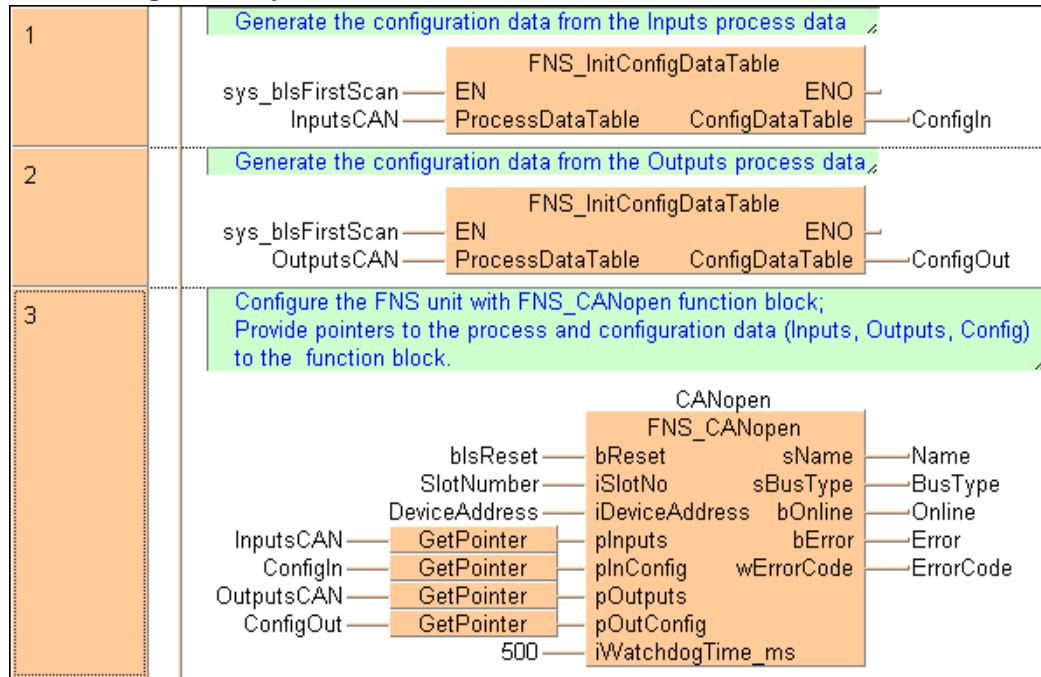 1
Generate the configuration data from the Inputs process data
FNS_InitConfigDataTable
sys_bIsFirstScan EN ENO
InputsCAN ProcessDataTable ConfigDataTable ConfigIn
2
Generate the configuration data from the Outputs process data
FNS_InitConfigDataTable
sys_bIsFirstScan EN ENO
OutputsCAN ProcessDataTable ConfigDataTable ConfigOut
3
Configure the FNS unit with FNS_CANopen function block;
Provide pointers to the process and configuration data (Inputs, Outputs, Config)
to the function block.
CANopen
FNS_CANopen
bIsReset bReset sName Name
SlotNumber iSlotNo sBusType BusType
DeviceAddress iDeviceAddress bOnline Online
InputsCAN GetPointer pInputs bError Error
ConfigIn GetPointer pInConfig wErrorCode ErrorCode
OutputsCAN GetPointer pOutputs
ConfigOut GetPointer pOutConfig
500 iWatchdogTime_ms